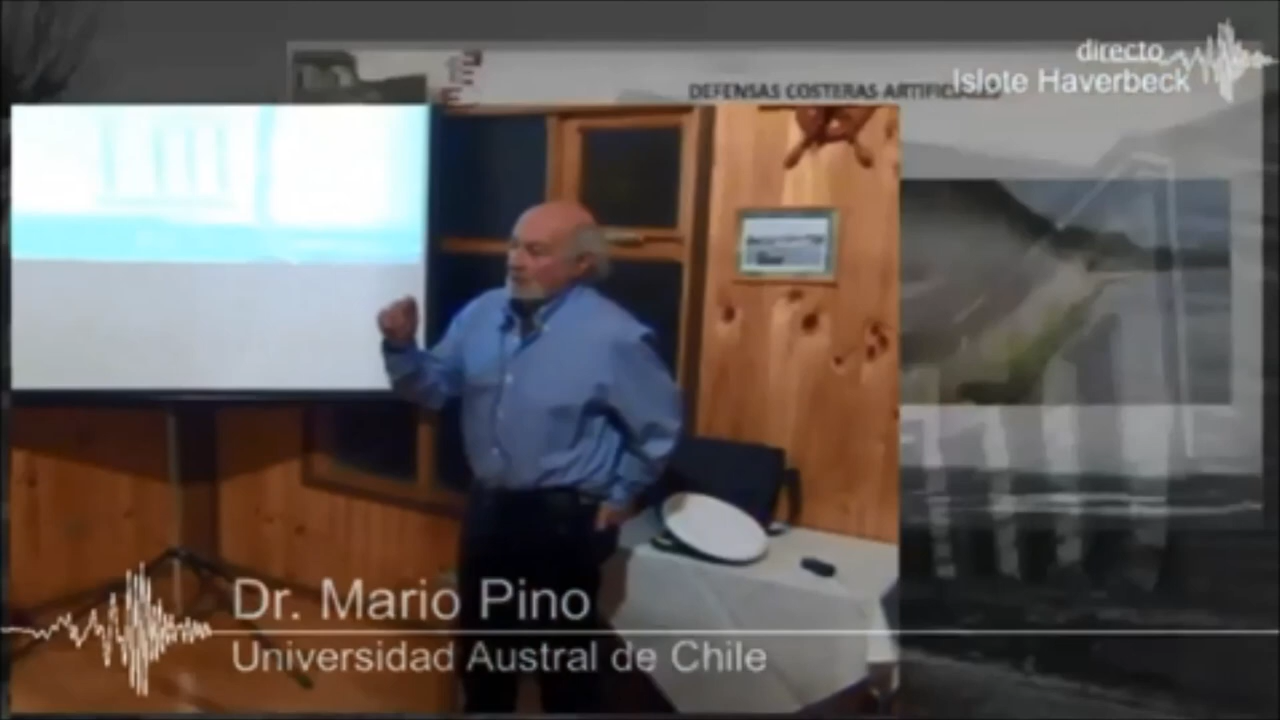 directo
Islote Haverbeck
DEFENSAS COSTERAS ARTIFICIALES
Dr. Mario Pino
Universidad Austral de Chile